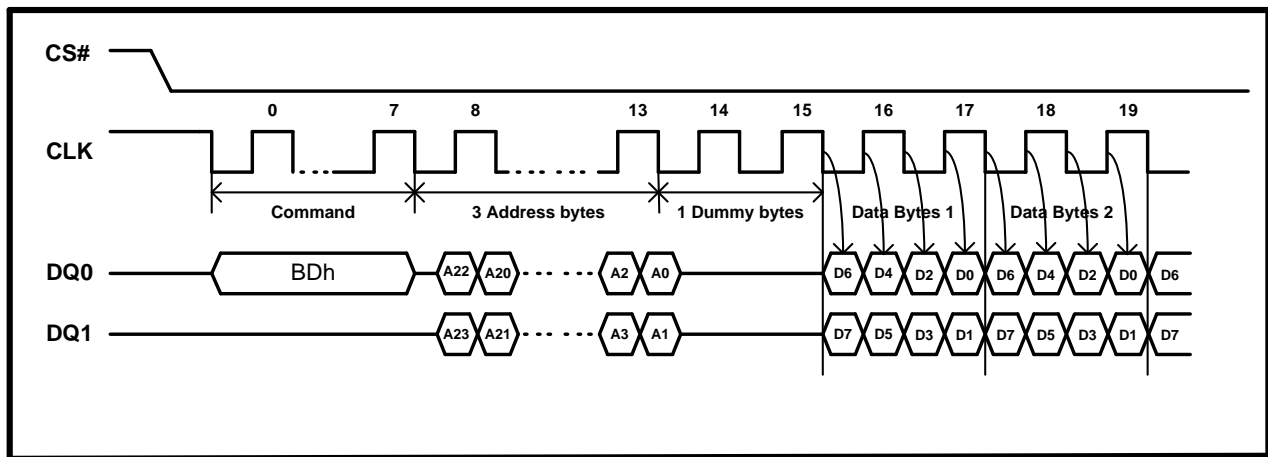 CS#
0 7 8 13 14 15 16 17 18 19
CLK
Command 3 Address bytes 1 Dummy bytes Data Bytes 1 Data Bytes 2
DQ0 BDh A22 A20 A2 A0 D6 D4 D2 D0 D6 D4 D2 D0 D6
DQ1 A23 A21 A3 A1 D7 D5 D3 D1 D7 D5 D3 D1 D7